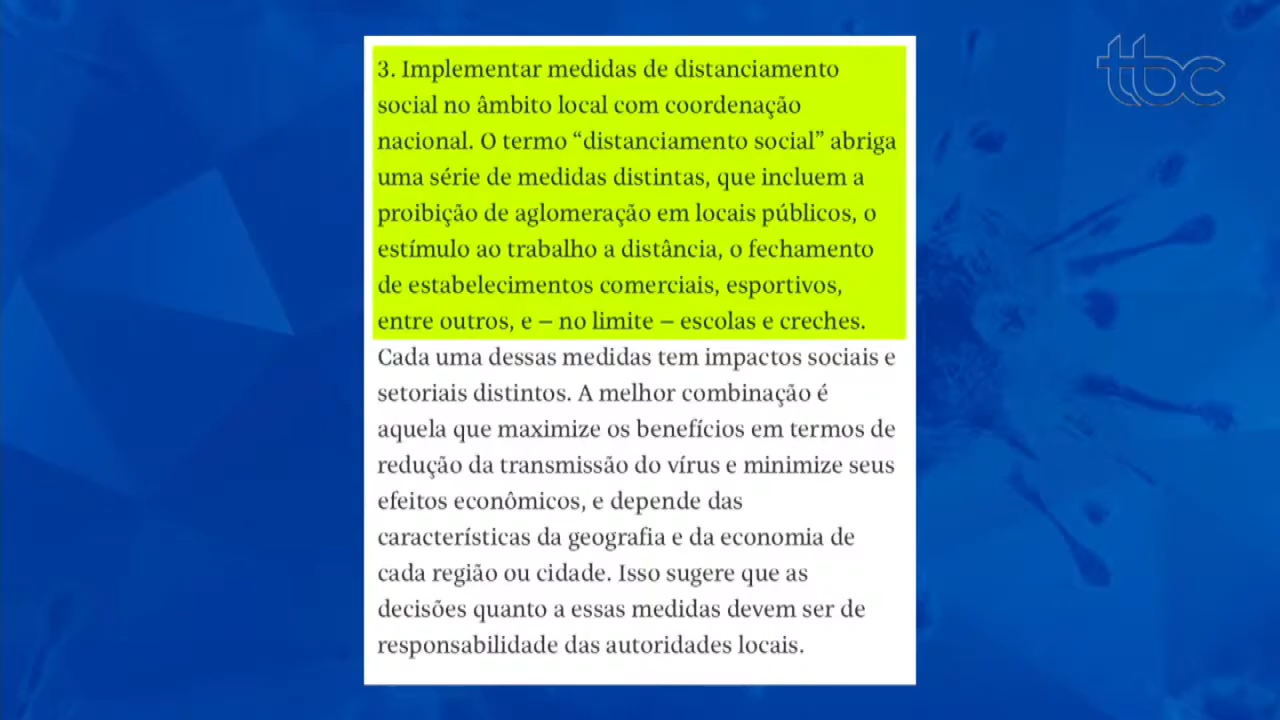 3. Implementar medidas de distanciamento
social no âmbito local com coordenação
nacional. O termo “distanciamento social” abriga
uma série de medidas distintas, que incluem a
proibição de aglomeração em locais públicos, o
estímulo ao trabalho a distância, o fechamento
de estabelecimentos comerciais, esportivos,
entre outros, e – no limite – escolas e creches.
Cada uma dessas medidas tem impactos sociais e
setoriais distintos. A melhor combinação é
aquela que maximize os benefícios em termos de
redução da transmissão do vírus e minimize seus
efeitos econômicos, e depende das
características da geografia e da economia de
cada região ou cidade. Isso sugere que as
decisões quanto a essas medidas devem ser de
responsabilidade das autoridades locais.
tbc